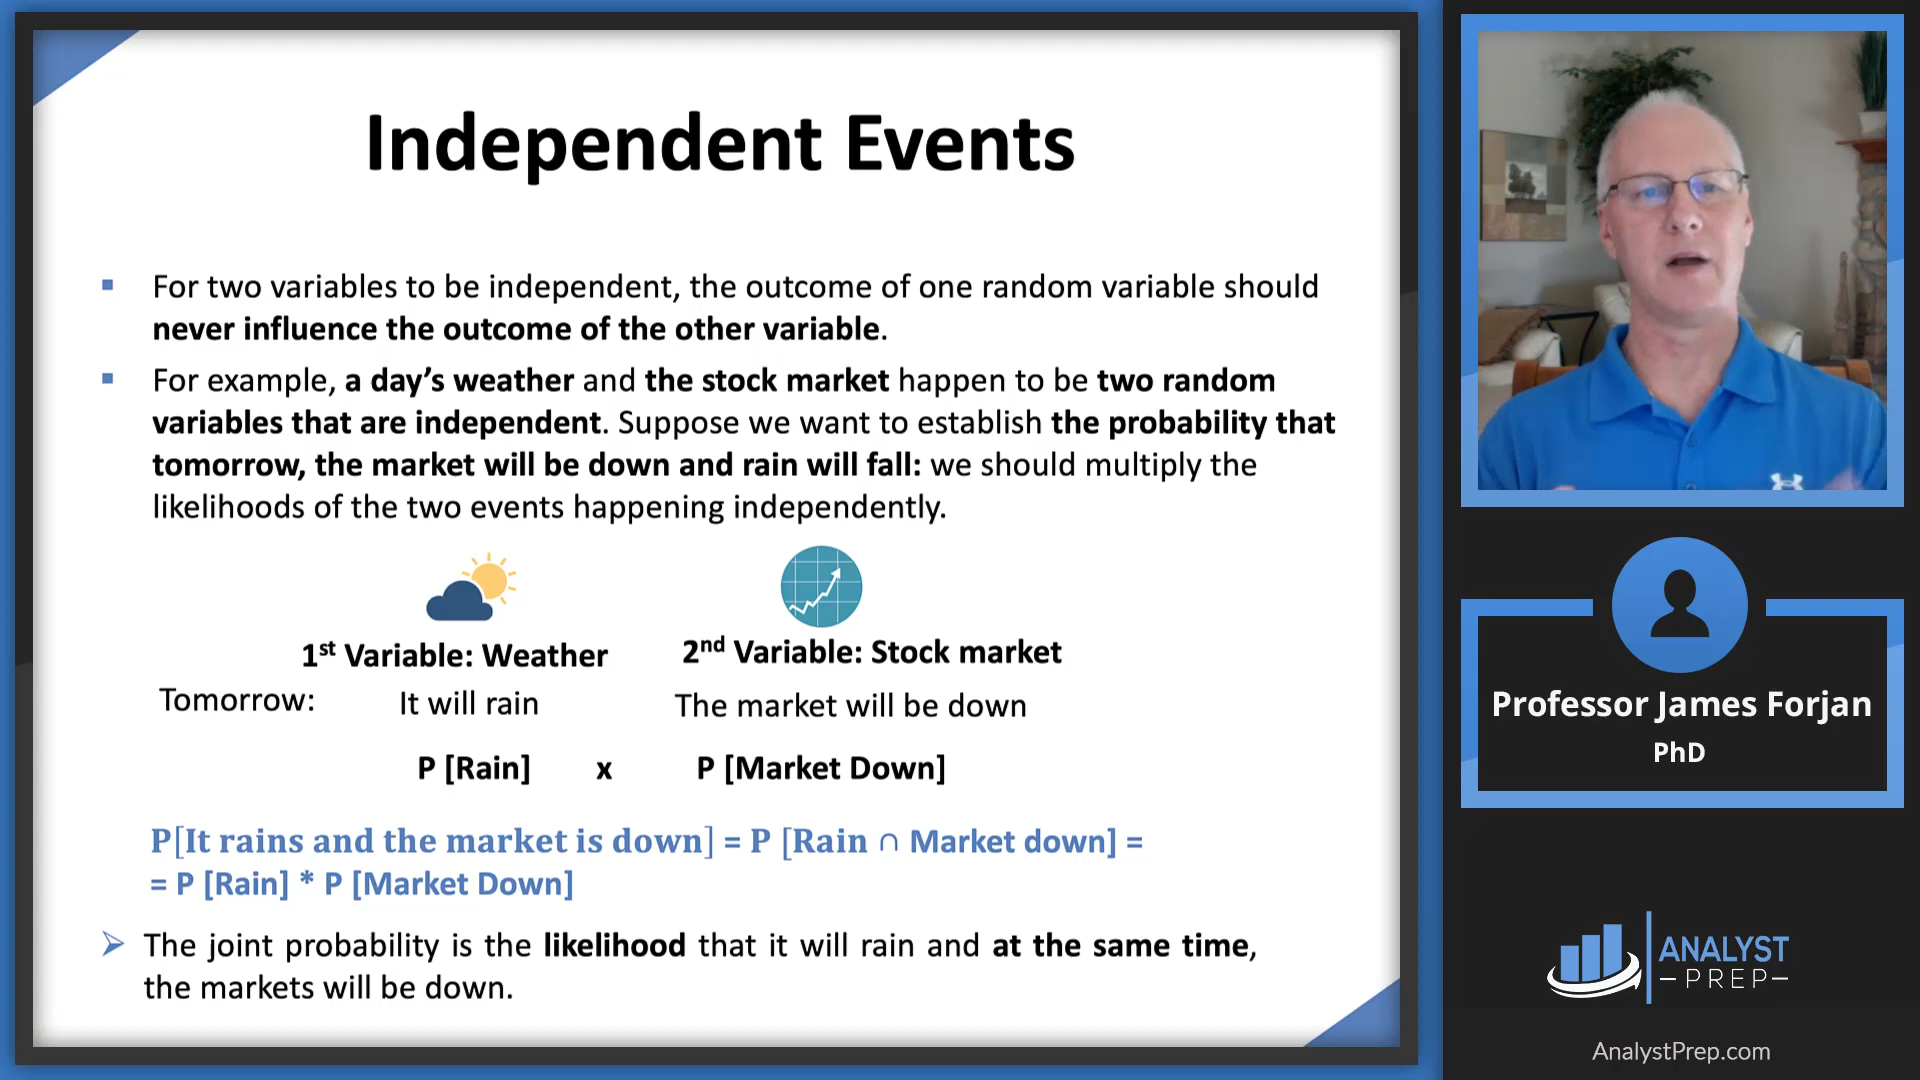 Independent Events
▪ For two variables to be independent, the outcome of one random variable should
never influence the outcome of the other variable.
▪ For example, a day’s weather and the stock market happen to be two random
variables that are independent. Suppose we want to establish the probability that
tomorrow, the market will be down and rain will fall: we should multiply the
likelihoods of the two events happening independently.
1st Variable: Weather
2nd Variable: Stock market
Tomorrow: It will rain
The market will be down
P [Rain] x P [Market Down]
P[It rains and the market is down] = P [Rain ∩ Market down] =
= P [Rain] * P [Market Down]
➢ The joint probability is the likelihood that it will rain and at the same time,
the markets will be down.
Professor James Forjan
PhD
ANALYST
–PREP–
AnalystPrep.com